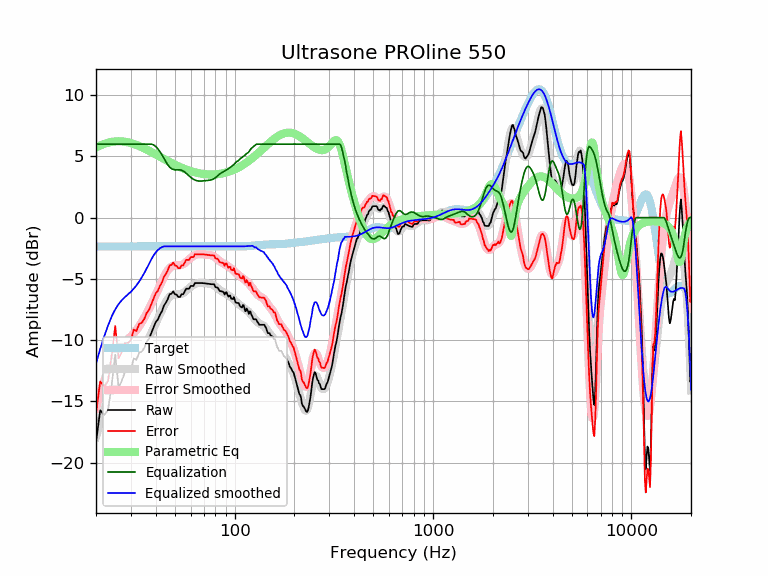 Ultrasone PROline 550
Amplitude (dBr)
10
5
0
−5
−10
−15
−20
Target
Raw Smoothed
Error Smoothed
Raw
Error
Parametric Eq
Equalization
Equalized smoothed
100
1000
10000
Frequency (Hz)